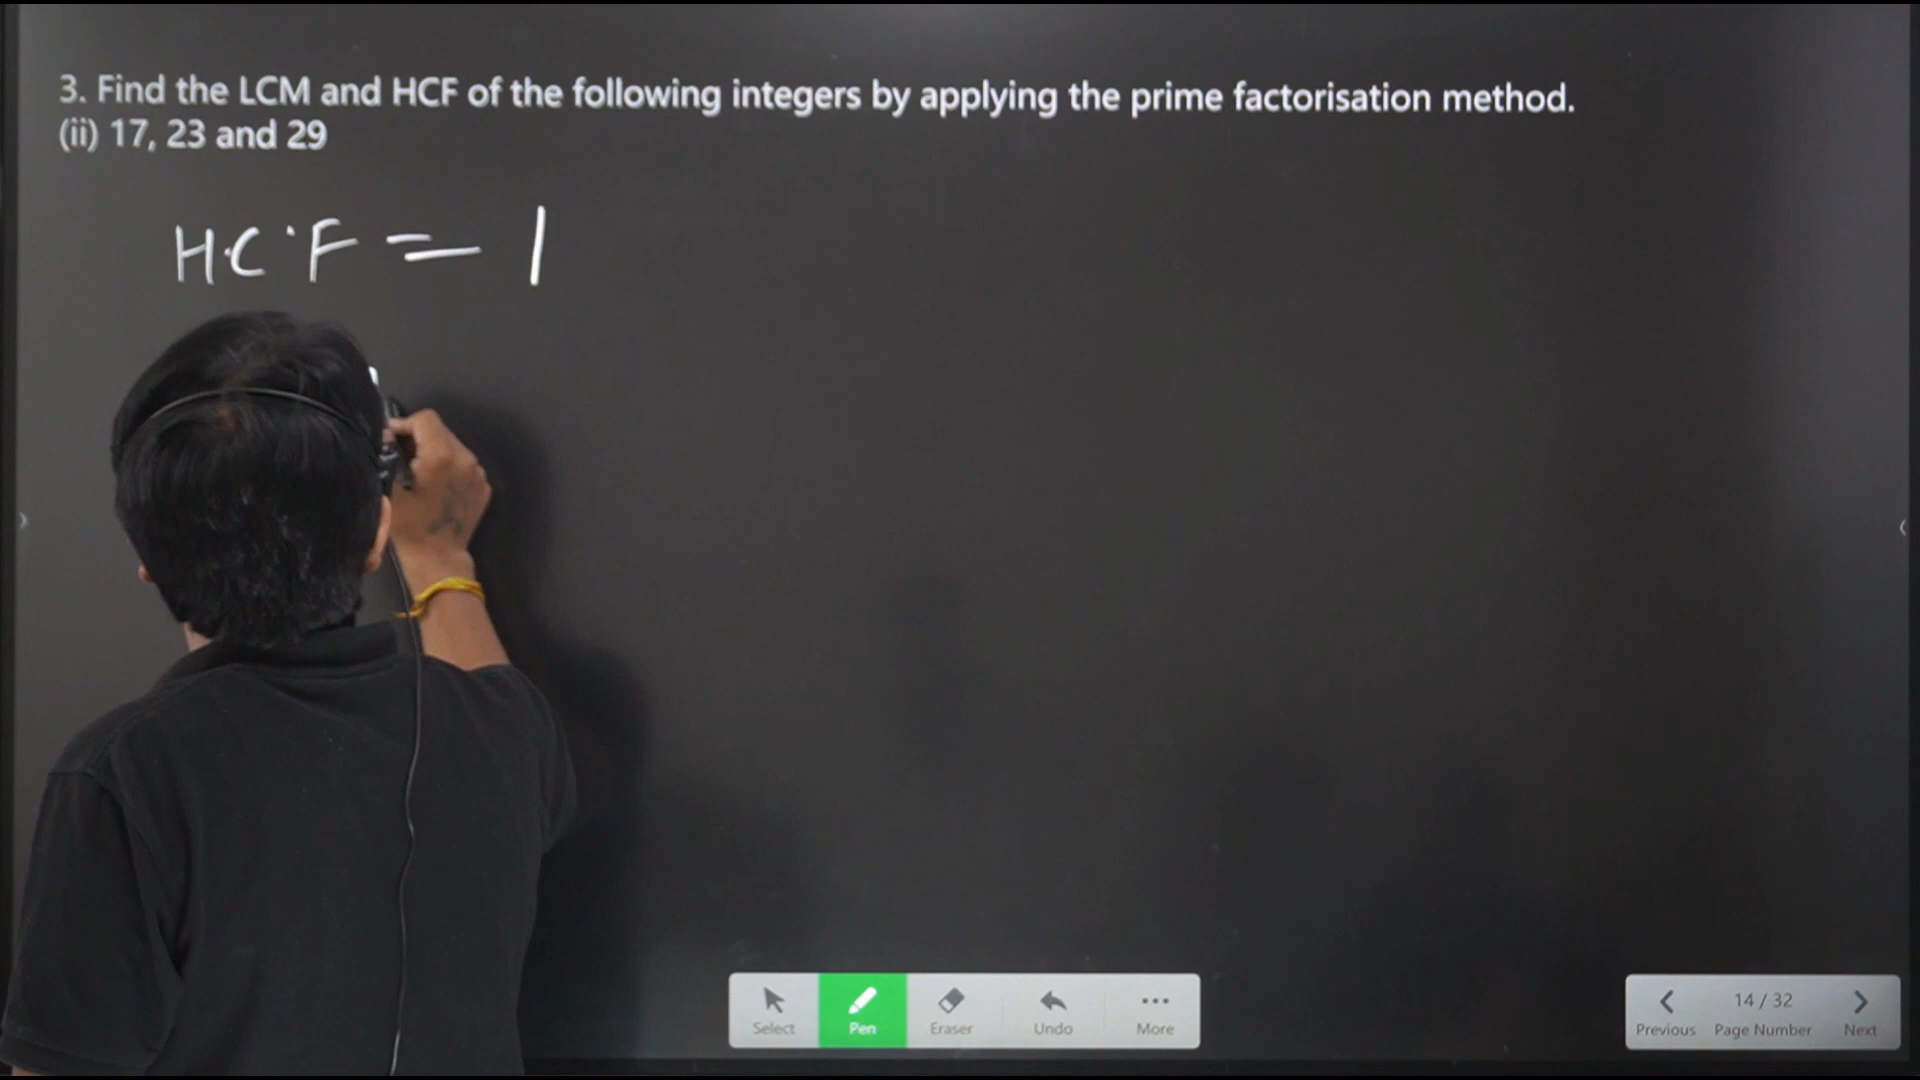 3. Find the LCM and HCF of the following integers by applying the prime factorisation method.
(ii) 17, 23 and 29
H.C.F = 1
Select Pen Eraser Undo More
14 / 32
Previous Page Number Next